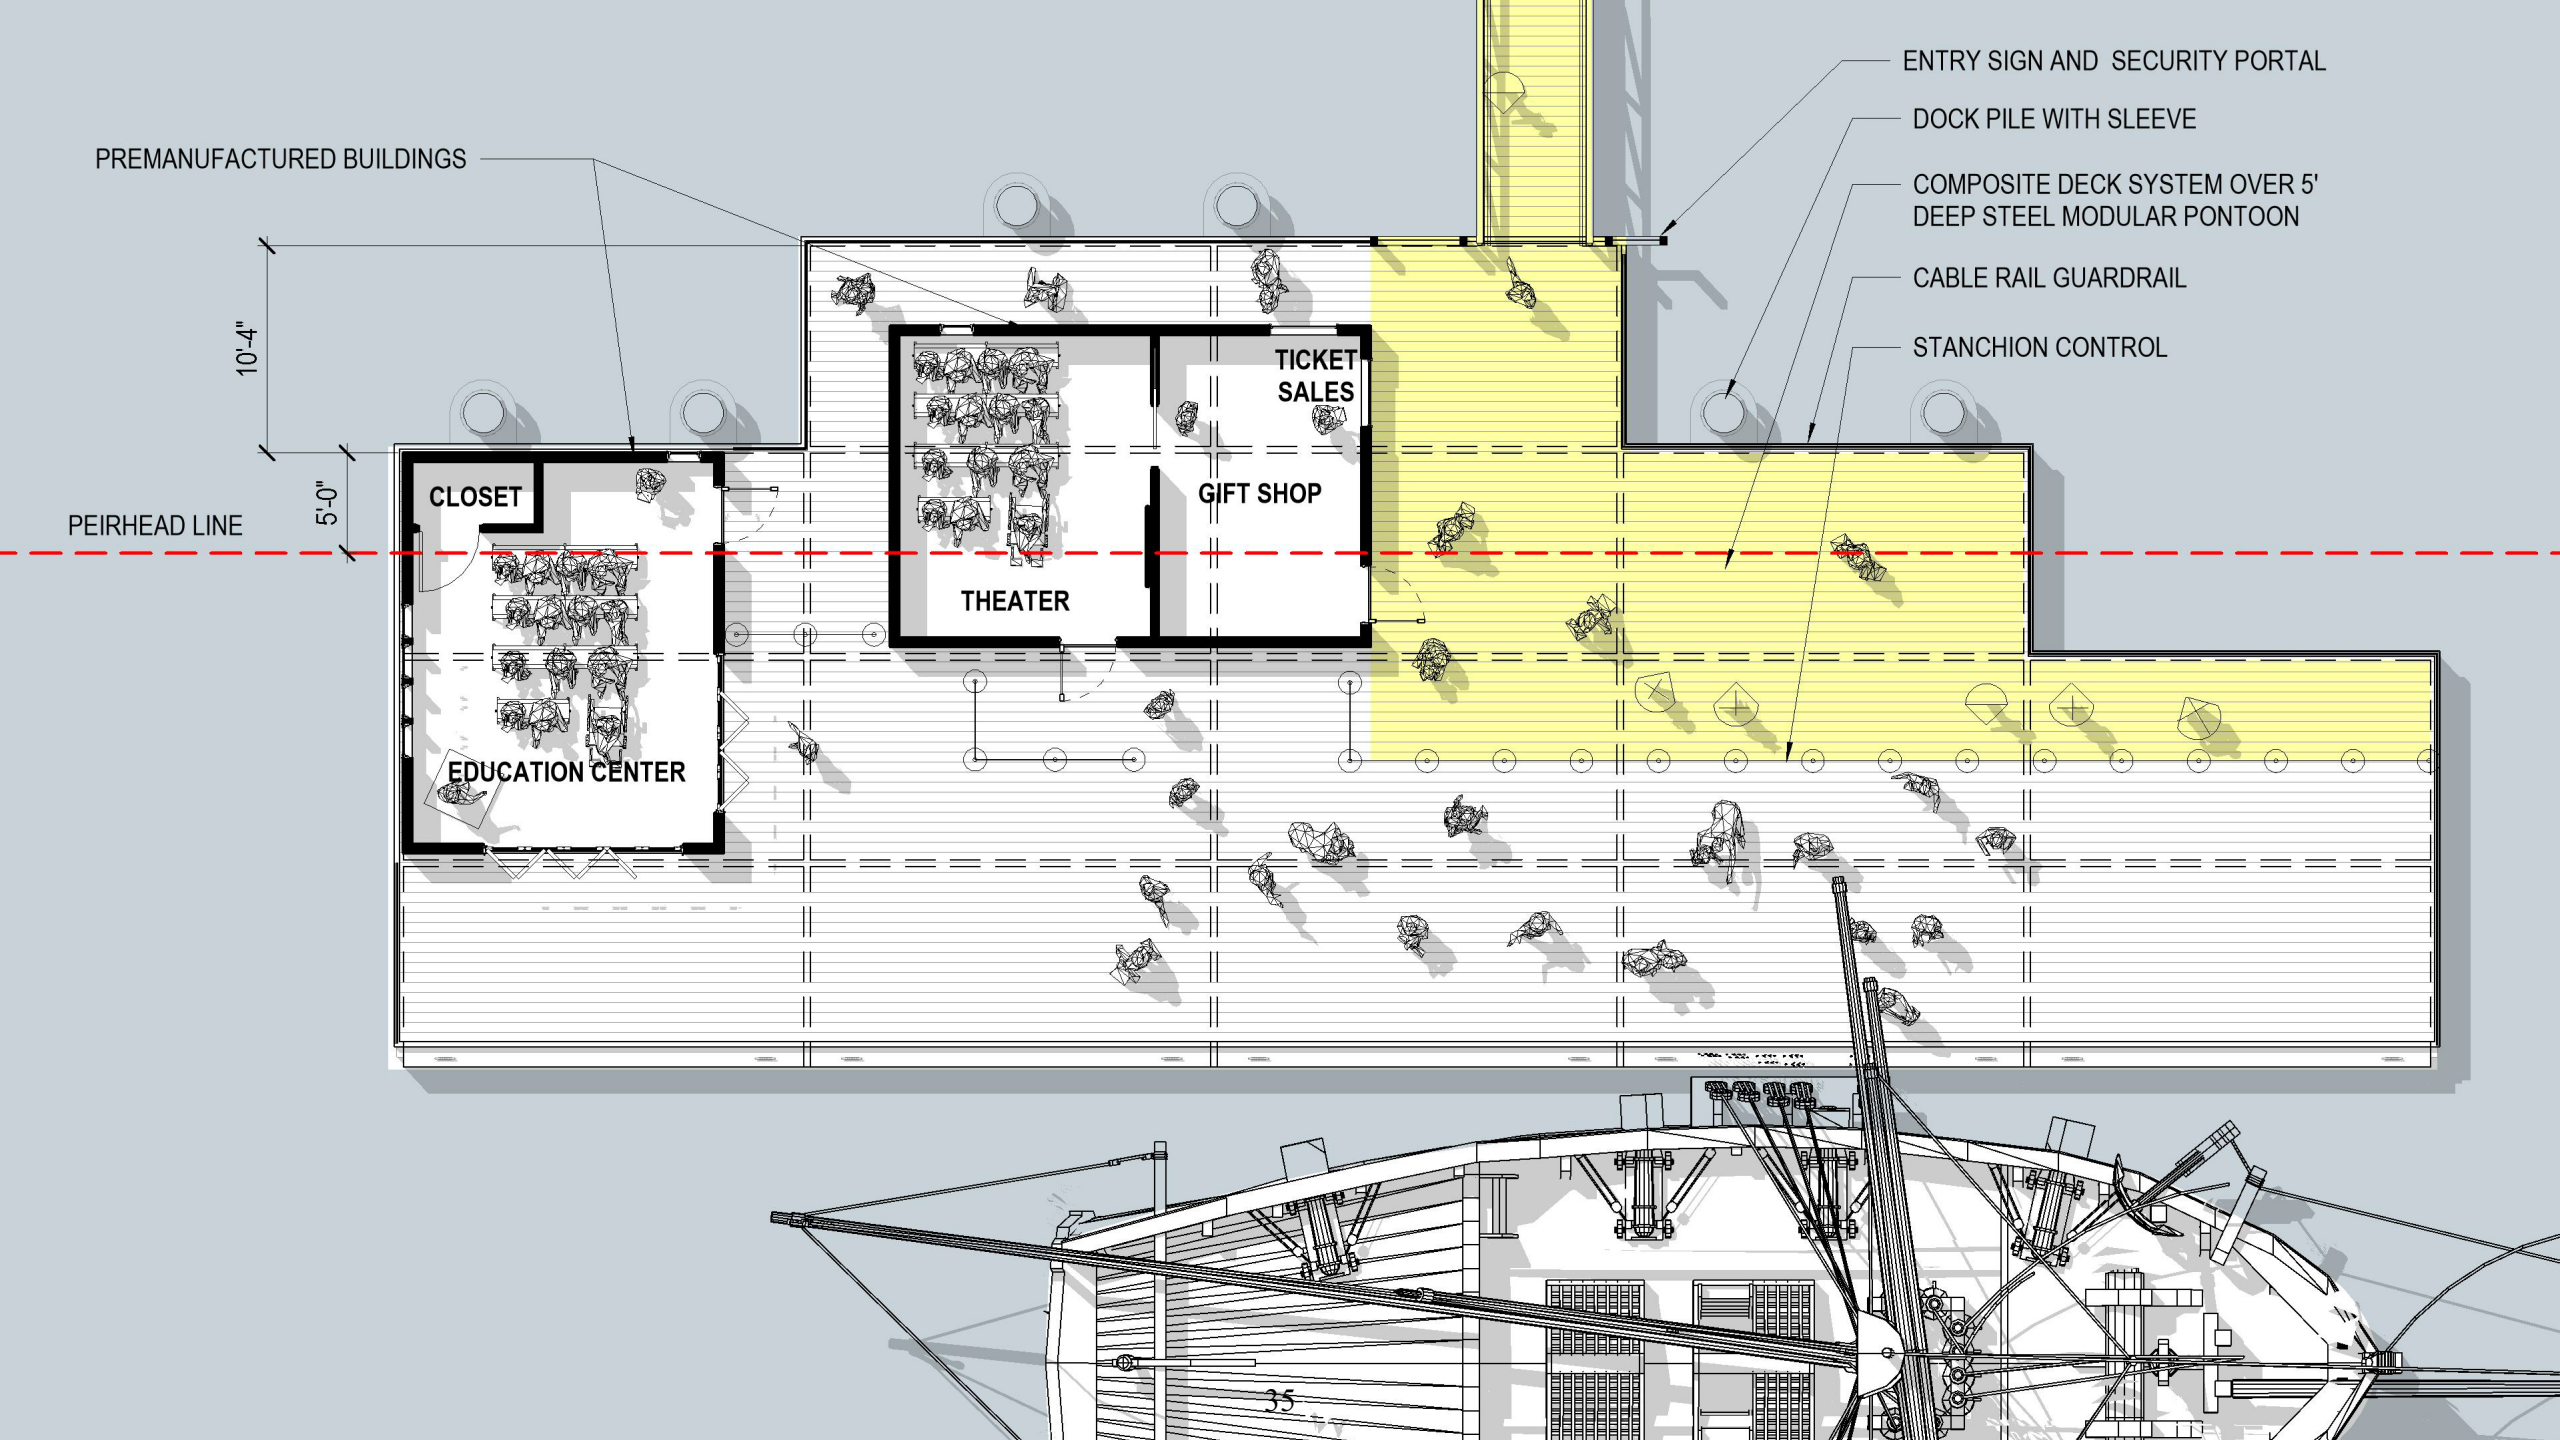 ENTRY SIGN AND SECURITY PORTAL
DOCK PILE WITH SLEEVE
COMPOSITE DECK SYSTEM OVER 5'
DEEP STEEL MODULAR PONTOON
CABLE RAIL GUARDRAIL
STANCHION CONTROL
PREMANUFACTURED BUILDINGS
10'-4"
5'-0"
PEIRHEAD LINE
CLOSET
TICKET
SALES
GIFT SHOP
THEATER
EDUCATION CENTER
35